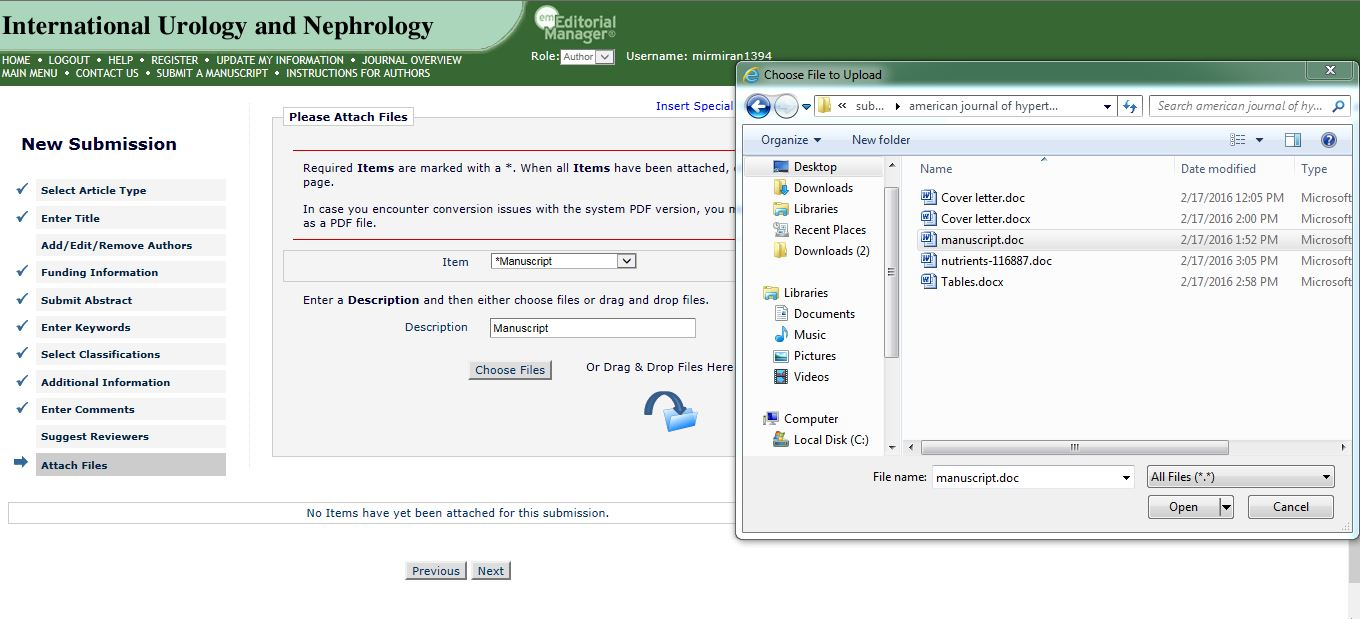 International Urology and Nephrology
em Editorial Manager®
HOME • LOGOUT • HELP • REGISTER • UPDATE MY INFORMATION • JOURNAL OVERVIEW
MAIN MENU • CONTACT US • SUBMIT A MANUSCRIPT • INSTRUCTIONS FOR AUTHORS
Role: Author Username: mirmiran1394
New Submission
Select Article Type
Enter Title
Add/Edit/Remove Authors
Funding Information
Submit Abstract
Enter Keywords
Select Classifications
Additional Information
Enter Comments
Suggest Reviewers
Attach Files
Insert Special
Please Attach Files
Required Items are marked with a *. When all Items have been attached,
page.
In case you encounter conversion issues with the system PDF version, you
as a PDF file.
Item *Manuscript
Enter a Description and then either choose files or drag and drop files.
Description Manuscript
Choose Files Or Drag & Drop Files Here
No Items have yet been attached for this submission.
Previous Next
Choose File to Upload
X
« sub... american journal of hypert...
Search american journal of hy...
Organize New folder
Desktop
Downloads
Libraries
Recent Places
Downloads (2)
Libraries
Documents
Music
Pictures
Videos
Computer
Local Disk (C:)
Name Date modified Type
Cover letter.doc 2/17/2016 12:05 PM Microsoft
Cover letter.docx 2/17/2016 2:00 PM Microsoft
manuscript.doc 2/17/2016 1:52 PM Microsoft
nutrients-116887.doc 2/17/2016 3:05 PM Microsoft
Tables.docx 2/17/2016 2:58 PM Microsoft
File name: manuscript.doc All Files (*.*)
Open Cancel